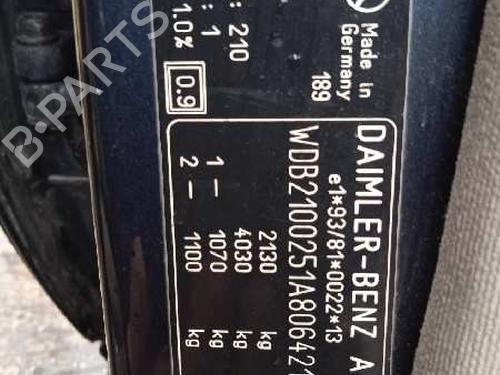 DAIMLER-BENZ A
e1*93/81*0022*13
WDB2100251A806421
2130 kg
4030 kg
1 — 1070 kg
2 — 1100 kg
Made in
Germany
189
: 210
: 1
1.0%
0.9
B-PARTS